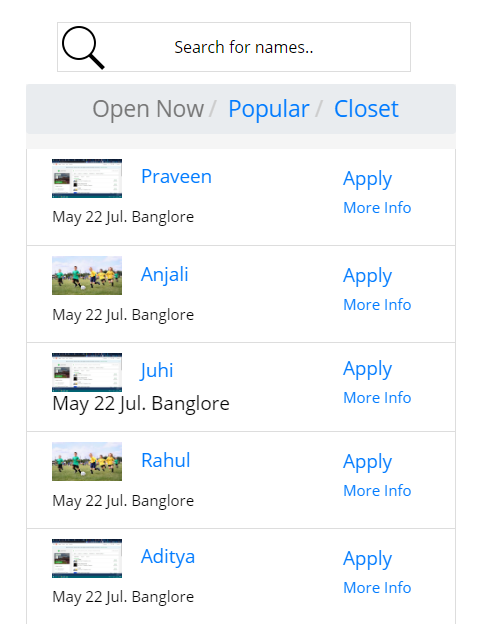 Search for names..
Open Now / Popular / Closet
Praveen
Apply
More Info
May 22 Jul. Banglore
Anjali
Apply
More Info
May 22 Jul. Banglore
Juhi
Apply
More Info
May 22 Jul. Banglore
Rahul
Apply
More Info
May 22 Jul. Banglore
Aditya
Apply
More Info
May 22 Jul. Banglore